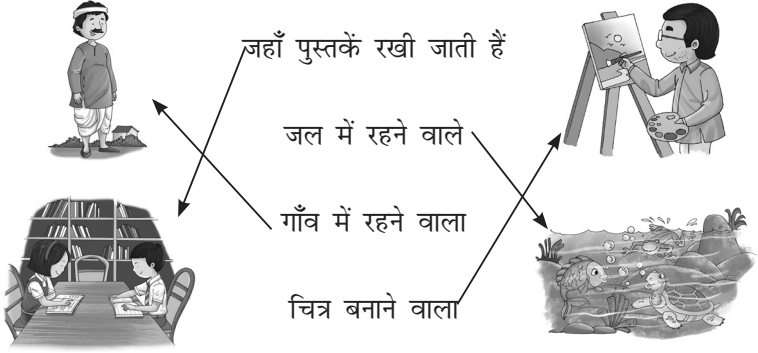 जहाँ पुस्तकें रखी जाती हैं
जल में रहने वाले
गाँव में रहने वाला
चित्र बनाने वाला